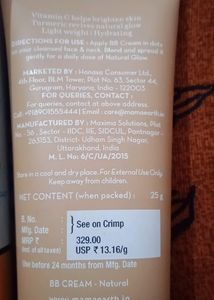 Vitamin C helps brighten skin
Turmeric revives natural glow
Light weight: Hydrating
DIRECTIONS FOR USE : Apply BB Cream in dots
over cleansed face & neck. Blend and spread it
gently for a daily dose of Natural Glow.
MARKETED BY : Honasa Consumer Ltd.,
4th Floor, BLM Tower, Plot No. 63, Sector 44,
Gurugram, Haryana, India - 122003
FOR QUERIES, CONTACT :
For queries, contact at above address.
Call: +918901555444 | Email:
care@mamaearth.in
MANUFACTURED BY : Maxima Solutions, Plot
No. - 56, Sector - IIDC, IIE, SIDCUL, Pantnagar
- 263153, District- Udham Singh Nagar,
Uttarakhand, India
M. L. No: 6/C/UA/2015
Store in a cool and dry place. For External Use Only.
Keep away from children.
NET CONTENT (when packed) : 25 g
B. No. :
Mfg. Date :
MRP ₹ :
(Incl. of all taxes)
See on Crimp
329.00
USP ₹ 13.16/g
Use before 24 months from Mfg. Date
BB CREAM - Natural
www.mamaearth.in